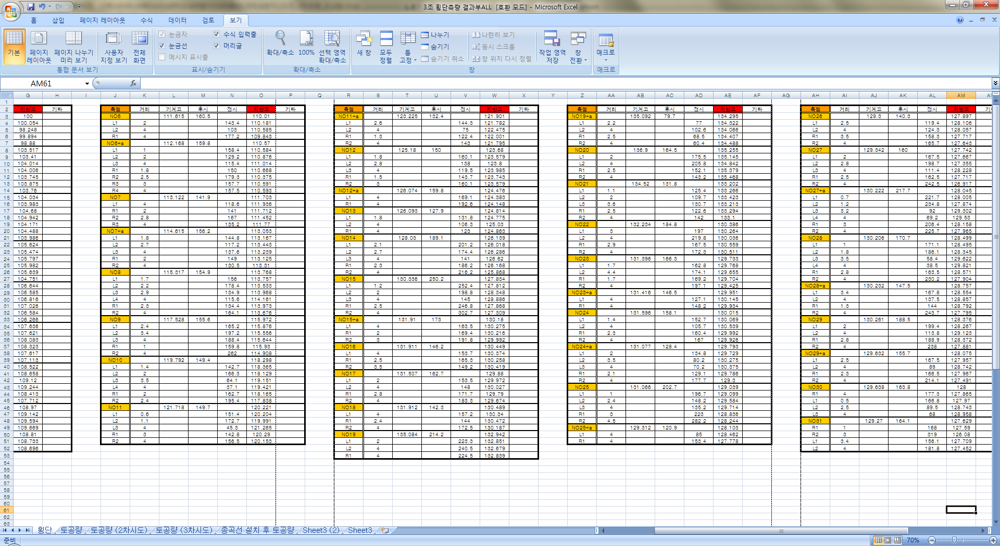 3조 횡단측량 결과부ALL [호환 모드] - Microsoft Excel
홈 삽입 페이지 레이아웃 수식 데이터 검토 보기
기본 페이지 레이아웃 페이지 나누기 미리 보기 사용자 지정 보기 전체 화면
눈금자 수식 입력줄
눈금선 머리글
메시지 표시줄
확대/축소 100% 선택 영역 확대/축소
새 창 모두 정렬 틀 고정 나누기 숨기기 숨기기 취소
나란히 보기 동시 스크롤 창 위치 다시 정렬
작업 영역 저장 창 전환 매크로
통합 문서 보기 표시/숨기기 확대/축소 창 매크로
AM61 fx
G H I J K L M N O P Q R S T U V W X Y Z AA AB AC AD AE AF AG AH AI AJ AK AL AM
1
2 지반고 기타 측점 거리 기계고 후시 전시 지반고 기타 측점 거리 기계고 후시 전시 지반고 기타 측점 거리 기계고 후시 전시 지반고 기타 측점 거리 기계고 후시 전시 지반고
3 100 NO6 111.615 160.5 110.01 NO11+a 123.225 132.4 121.901 NO19+a 135.092 79.7 134.295 NO26 129.3 140.3 127.897
4 100.054 L1 2 143.4 110.181 L1 2.6 144.3 121.782 L1 2.2 77 134.322 L1 2.5 119.4 128.106
5 98.248 L2 4 103 110.585 L2 4 75 122.475 L2 4 102.6 134.066 L2 4 124.3 128.057
6 99.894 R1 4 177.2 109.843 R1 1.3 122.4 122.001 R1 2.5 68.5 134.407 R1 3.5 158.3 127.717
7 98.88 NO6+a 112.168 159.8 110.57 R2 4 143 121.795 R2 4 60.4 134.488 R2 4 165.7 127.643
8 103.517 L1 1 158.4 110.584 NO12 125.18 150 123.68 NO20 136.9 164.5 135.255 NO27 129.342 160 127.742
9 103.41 L2 2 129.2 110.876 L1 1.8 160.1 123.579 L1 2 175.5 135.145 L1 2 167.5 127.667
10 104.014 L3 4 115.4 111.014 L2 2.8 138 123.8 L2 4 205.8 134.842 L2 2.8 198.7 127.355
11 104.006 R1 1.8 150 110.668 L3 4 119.5 123.985 R1 2.5 152.1 135.379 L3 4 111.4 128.228
12 103.745 R2 2.5 179.3 110.375 R1 1.5 143.7 123.743 R2 4 143.2 135.468 R1 2.5 162.5 127.717
13 103.875 R3 3 157.7 110.591 R2 3 160.1 123.579 NO21 134.52 131.8 133.202 R2 4 242.5 126.917
14 103.76 R4 4 157.5 110.593 NO12+a 126.074 159.8 124.476 L1 1.1 125.4 133.266 NO27+a 130.222 217.7 128.045
15 104.034 NO7 113.122 141.9 111.703 L1 4 169.1 124.383 L2 2 109.7 133.423 L1 0.7 221.7 128.005
16 103.983 L1 4 118.6 111.936 R1 4 192.6 124.148 L3 3.6 130.7 133.213 L2 1.2 234.8 127.874
17 104.68 R1 2 141 111.712 NO13 126.093 127.9 124.814 R1 2.5 122.6 133.294 L3 3.2 92 129.302
18 104.942 R2 2.8 167 111.452 L1 1.8 131.8 124.775 R2 4 142 133.1 L4 4 69.2 129.53
19 104.171 R3 4 135.2 111.77 L2 4 106.3 125.03 NO22 132.234 184.8 130.386 R1 3 206.4 128.158
20 104.488 NO7+a 114.615 156.2 113.053 R1 4 123 124.863 L1 3 197 130.264 R2 4 225.7 127.965
21 103.986 L1 1.8 144.8 113.167 NO14 128.03 189.1 126.139 L2 4 219.8 130.036 NO28 130.206 170.7 128.499
22 105.624 L2 2.7 117.2 113.443 L1 2.1 201.2 126.018 R1 2.9 167.5 130.559 L1 1 171.1 128.495
23 105.474 L3 4 137.6 113.239 L2 2.7 174.4 126.286 R2 4 172.3 130.511 L2 1.8 186.1 128.345
24 105.797 R1 2 149 113.125 L3 4 141 126.62 NO23 131.396 166.3 129.733 L3 3.5 58.4 129.622
25 105.982 R2 4 130.5 113.31 R1 2.3 186.2 126.168 L1 1.7 162.8 129.768 L4 4 38.5 129.821
26 105.639 NO8 115.317 154.9 113.768 R2 4 216.2 125.868 L2 4.4 174.1 129.655 R1 2.8 163.5 128.571
27 104.751 L1 1.7 156 113.757 NO15 130.336 250.2 127.834 R1 1.7 169.2 129.704 R2 4 230.2 127.904
28 106.644 L2 2.2 178.4 113.533 L1 1.2 252.4 127.812 R2 4 197.1 129.425 NO28+a 130.232 147.5 128.757
29 106.585 L3 2.9 134.9 113.968 L2 2 198.8 128.348 NO23+a 131.416 146.5 129.951 L1 3.4 167.8 128.554
30 106.816 L4 4 115.6 114.161 L3 4 145 128.886 L1 4 127.1 130.145 L2 4 137.5 128.857
31 107.026 R1 2.3 134.4 113.973 R1 2.5 246.8 127.868 R1 4 148.2 129.934 R1 1.3 144 128.792
32 106.584 R2 4 164.1 113.676 R2 4 302.7 127.309 NO24 131.596 158.1 130.015 R2 4 243.7 127.795
33 106.266 NO9 117.528 155.6 115.972 NO15+a 131.91 173 130.18 L1 1.4 152.7 130.069 NO29 130.261 188.5 128.376
34 107.636 L1 2.4 165.2 115.876 L1 4 163.5 130.275 L2 4 105.7 130.539 L1 2 199.4 128.267
35 107.621 L2 3.4 197.2 115.556 R1 2 169.4 130.216 R1 2.3 160.4 129.992 L2 4 113.8 129.123
36 108.083 L3 4 188.4 115.644 R2 3 191.8 129.992 R2 4 167 129.926 R1 2.8 188.9 128.372
37 108.323 R1 1 159.8 115.93 NO16 131.911 146.2 130.449 NO24+a 131.077 128.4 129.793 R2 4 238 127.881
38 107.617 R2 4 262 114.908 L1 4 153.7 130.374 L1 2 134.8 129.729 NO29+a 129.632 155.7 128.075
39 107.113 NO10 119.792 149.4 118.298 R1 2.5 165.3 130.258 L2 3.5 80.2 130.275 L1 2.5 167.5 127.957
40 108.522 L1 1.4 142.7 118.365 R2 3.5 149.2 130.419 L3 4 70.2 130.375 L2 4 89 128.742
41 108.658 L2 2 166.3 118.129 NO17 131.507 162.7 129.88 R1 2.1 129.1 129.786 R1 2.3 166.5 127.967
42 109.12 L3 3.5 64.1 119.151 L1 2 153.5 129.972 R2 4 177.7 129.3 R2 4 214.1 127.491
43 109.244 L4 4 37.1 119.421 L2 4 148 130.027 NO25 131.066 202.7 129.039 NO30 129.638 163.8 128
44 108.413 R1 2 162.7 118.165 R1 2.8 171.7 129.79 L1 1 196.7 129.099 R1 4 177.3 127.865
45 107.712 R2 2.4 195.4 117.838 R2 4 183.3 129.674 L2 2.4 148.2 129.584 L1 0.5 166.8 127.97
46 108.97 NO11 121.718 149.7 120.221 NO18 131.912 142.3 130.489 L3 4 135.2 129.714 L2 2.5 89.5 128.743
47 109.142 L1 0.6 151.4 120.204 L1 4 157.2 130.34 R1 3 223 128.836 L3 4 68 128.958
48 109.594 L2 1.1 172.7 119.991 R1 2.4 144 130.472 R2 4.5 282.2 128.244 NO31 129.27 164.1 127.629
49 109.669 L3 4 45.3 121.265 R2 4 172.5 130.187 NO25+a 129.312 120.9 128.103 R1 1 168 127.59
50 108.81 R1 3 142.8 120.29 NO19 135.084 214.2 132.942 L1 4 85 128.462 R2 3 319 126.08
51 108.733 R2 4 156.5 120.153 L1 2 223.3 132.851 R1 4 153.4 127.778 L1 3.4 156.1 127.709
52 108.696 L2 4 240.5 132.679 L2 4 181.8 127.452
53 R1 4 224.5 132.839
54
55
56
57
58
59
60
61
62
63
횡단 토공량 토공량 (2차시도) 토공량 (3차시도) 종곡선 설치 후 토공량 Sheet3 (2) Sheet3
준비 70%